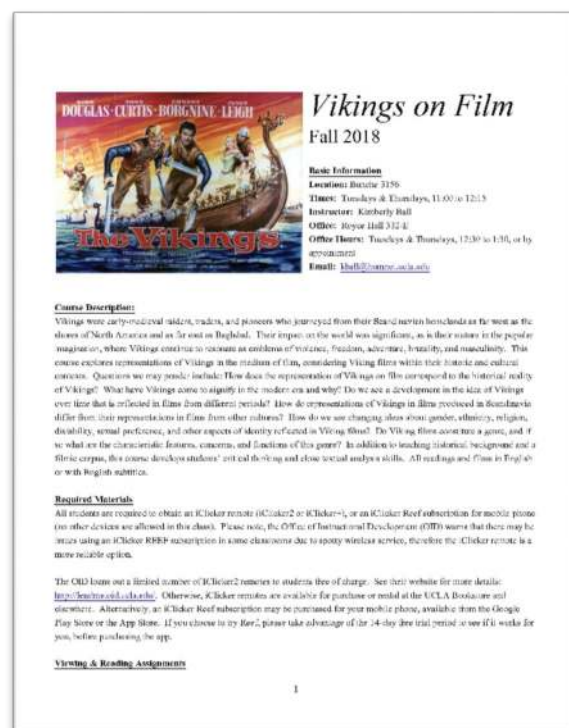 DOUGLAS · CURTIS · BORGNINE · LEIGH
The Vikings
Vikings on Film
Fall 2018
Basic Information
Location: Bunche 3156
Times: Tuesdays & Thursdays, 11:00 to 12:15
Instructor: Kimberly Ball
Office: Royce Hall
Office Hours: Tuesdays & Thursdays, 12:30 to 1:30, or by
appointment
Email:
Course Description:
Vikings were early-medieval raiders, traders, and pioneers who journeyed from their Scandinavian homelands as far west as the
shores of North America and as far east as Baghdad. Their impact on the world was significant, as is their stature in the popular
imagination, where Vikings continue to resonate as emblems of violence, freedom, adventure, brutality, and masculinity. This
course explores representations of Vikings in the medium of film, considering Viking films within their historic and cultural
contexts. Questions we may ponder include: How does the representation of Vikings on film correspond to the historical reality
of Vikings? What have Vikings come to signify in the modern era and why? Do we see a development in the idea of Vikings
over time that is reflected in films from different periods? How do representations of Vikings in films produced in Scandinavia
differ from their representations in films from other cultures? How do we see changing ideas about gender, ethnicity, religion,
disability, sexual preference, and other aspects of identity reflected in Viking films? Do Viking films constitute a genre, and if
so what are the characteristic features, concerns, and functions of this genre? In addition to teaching historical background and a
filmic corpus, this course develops students' critical thinking and close textual analysis skills. All readings and films in English
or with English subtitles.
Required Materials
All students are required to obtain an iClicker remote (iClicker2 or iClicker+), or an iClicker Reef subscription for mobile phone
(no other devices are allowed in this class). Please note, the Office of Instructional Development (OID) warns that there may be
issues using an iClicker REEF subscription in some classrooms due to spotty wireless service, therefore the iClicker remote is a
more reliable option.
The OID loans out a limited number of iClicker2 remotes to students free of charge. See their website for more details:
Otherwise, iClicker remotes are available for purchase or rental at the UCLA Bookstore and
elsewhere. Alternatively, an iClicker Reef subscription may be purchased for your mobile phone, available from the Google
Play Store or the App Store. If you choose to try Reef, please take advantage of the 14-day free trial period to see if it works for
you, before purchasing the app.
Viewing & Reading Assignments
1